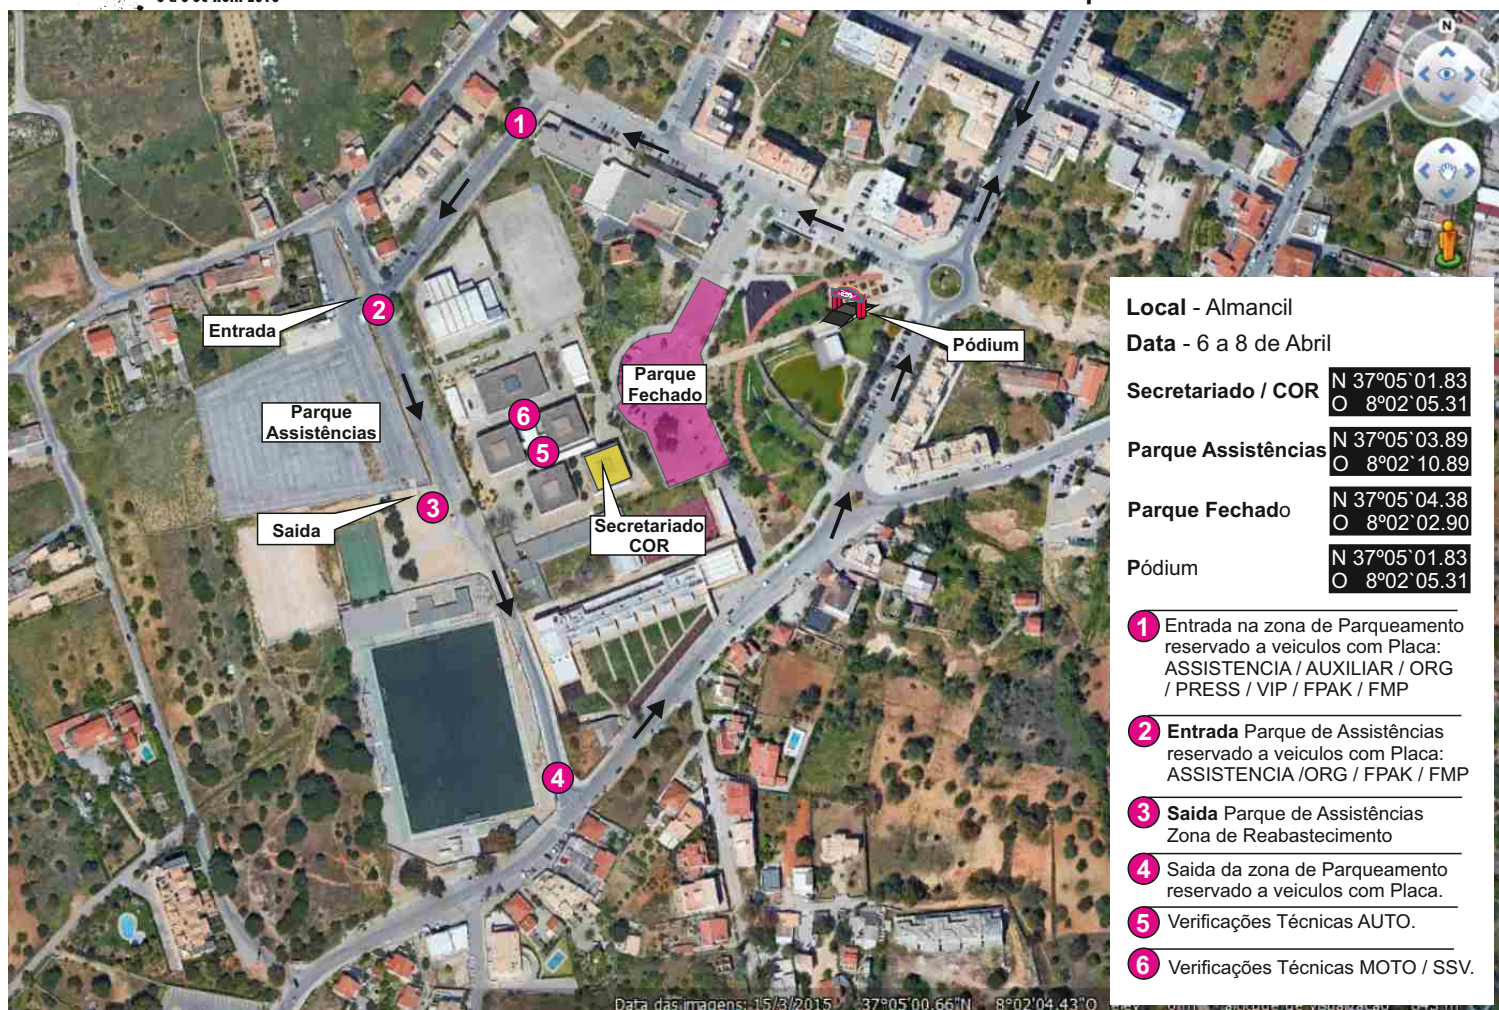 N
1
2
Entrada
Parque
Assistências
Parque
Fechado
Pódium
6
5
3
Saida
Secretariado
COR
4
Local - Almancil
Data - 6 a 8 de Abril
Secretariado / COR N 37º05`01.83
O 8º02`05.31
Parque Assistências N 37º05`03.89
O 8º02`10.89
Parque Fechado N 37º05`04.38
O 8º02`02.90
Pódium N 37º05`01.83
O 8º02`05.31
1 Entrada na zona de Parqueamento
reservado a veiculos com Placa:
ASSISTENCIA / AUXILIAR / ORG
/ PRESS / VIP / FPAK / FMP
2 Entrada Parque de Assistências
reservado a veiculos com Placa:
ASSISTENCIA /ORG / FPAK / FMP
3 Saida Parque de Assistências
Zona de Reabastecimento
4 Saida da zona de Parqueamento
reservado a veiculos com Placa.
5 Verificações Técnicas AUTO.
6 Verificações Técnicas MOTO / SSV.
Data das imagens: 15/3/2015 37°05'00.66"N 8°02'04.43"O